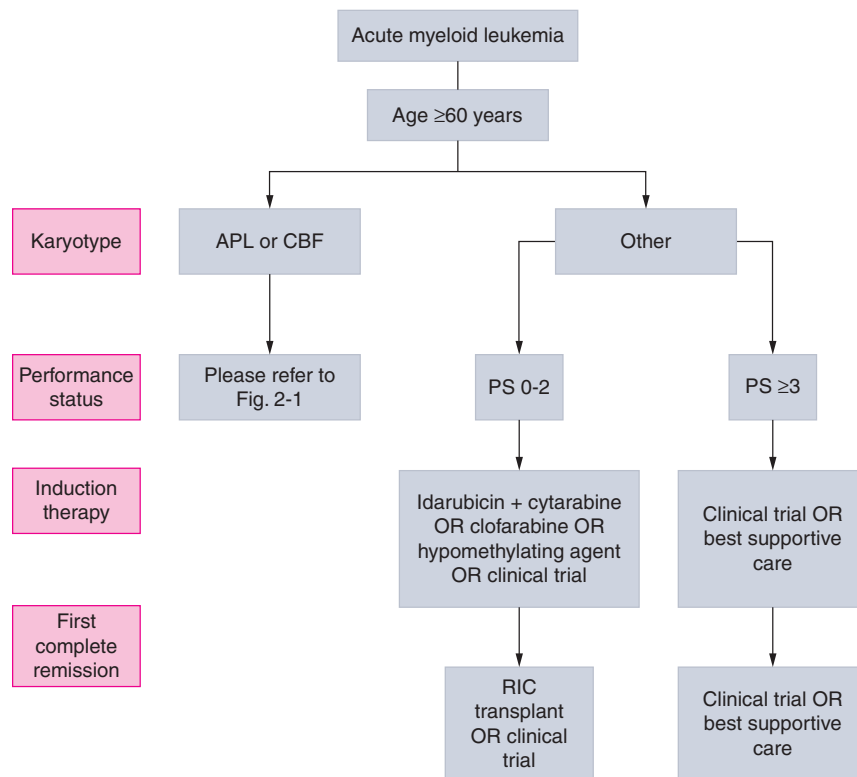 Acute myeloid leukemia
Age ≥60 years
Karyotype
APL or CBF
Other
Performance
status
Please refer to
Fig. 2-1
PS 0-2
PS ≥3
Induction
therapy
Idarubicin + cytarabine
OR clofarabine OR
hypomethylating agent
OR clinical trial
Clinical trial OR
best supportive
care
First
complete
remission
RIC
transplant
OR clinical
trial
Clinical trial OR
best supportive
care